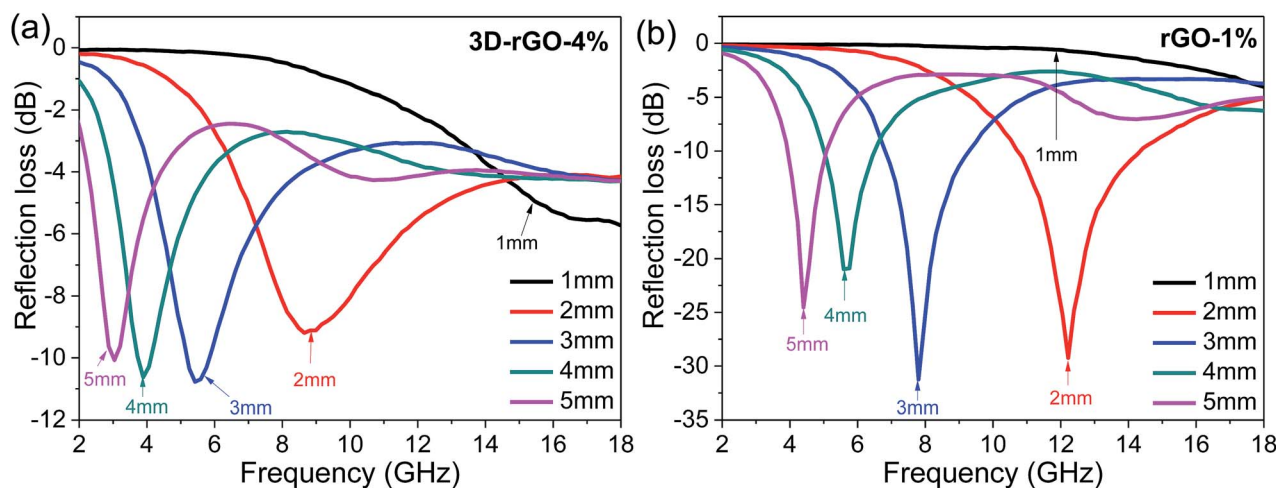 (a)
3D-rGO-4%
Reflection loss (dB)
0
-2
-4
-6
-8
-10
-12
1mm
2mm
3mm
4mm
5mm
1mm
2mm
3mm
4mm
5mm
2 4 6 8 10 12 14 16 18
Frequency (GHz)
(b)
rGO-1%
Reflection loss (dB)
0
-5
-10
-15
-20
-25
-30
-35
1mm
5mm
4mm
3mm
2mm
1mm
2mm
3mm
4mm
5mm
2 4 6 8 10 12 14 16 18
Frequency (GHz)